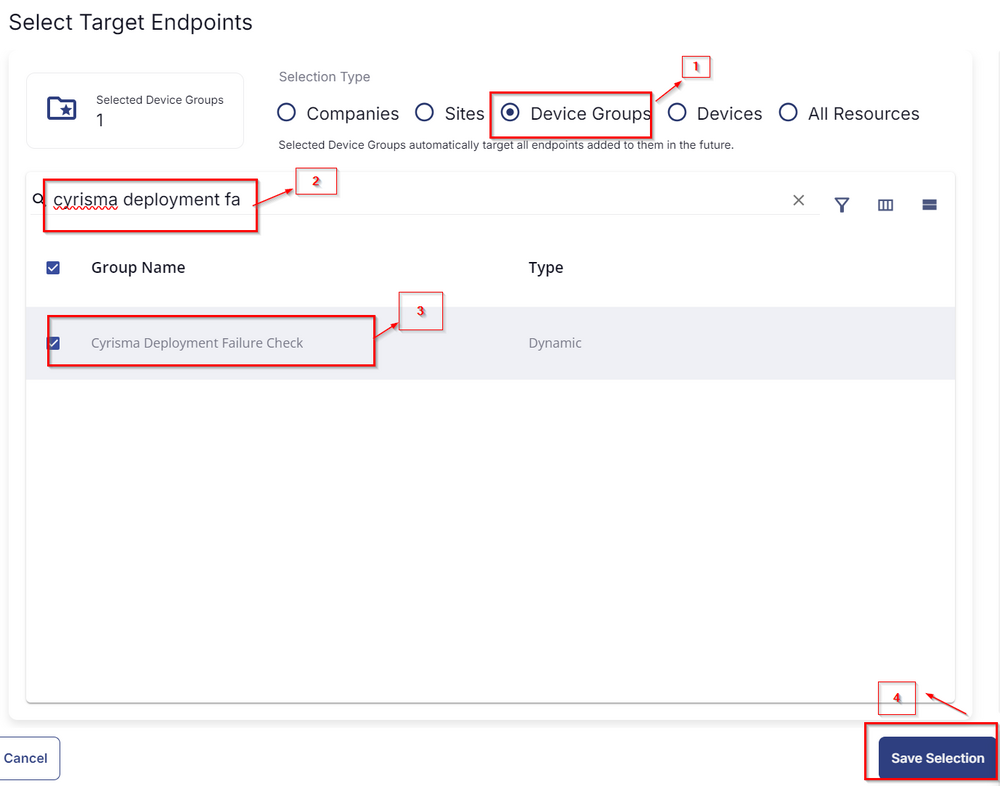 Select Target Endpoints
Selected Device Groups
1
Selection Type
Companies Sites Device Groups Devices All Resources
Selected Device Groups automatically target all endpoints added to them in the future.
1
cyrisma deployment fa
2
Group Name Type
3
Cyrisma Deployment Failure Check Dynamic
4
Cancel Save Selection